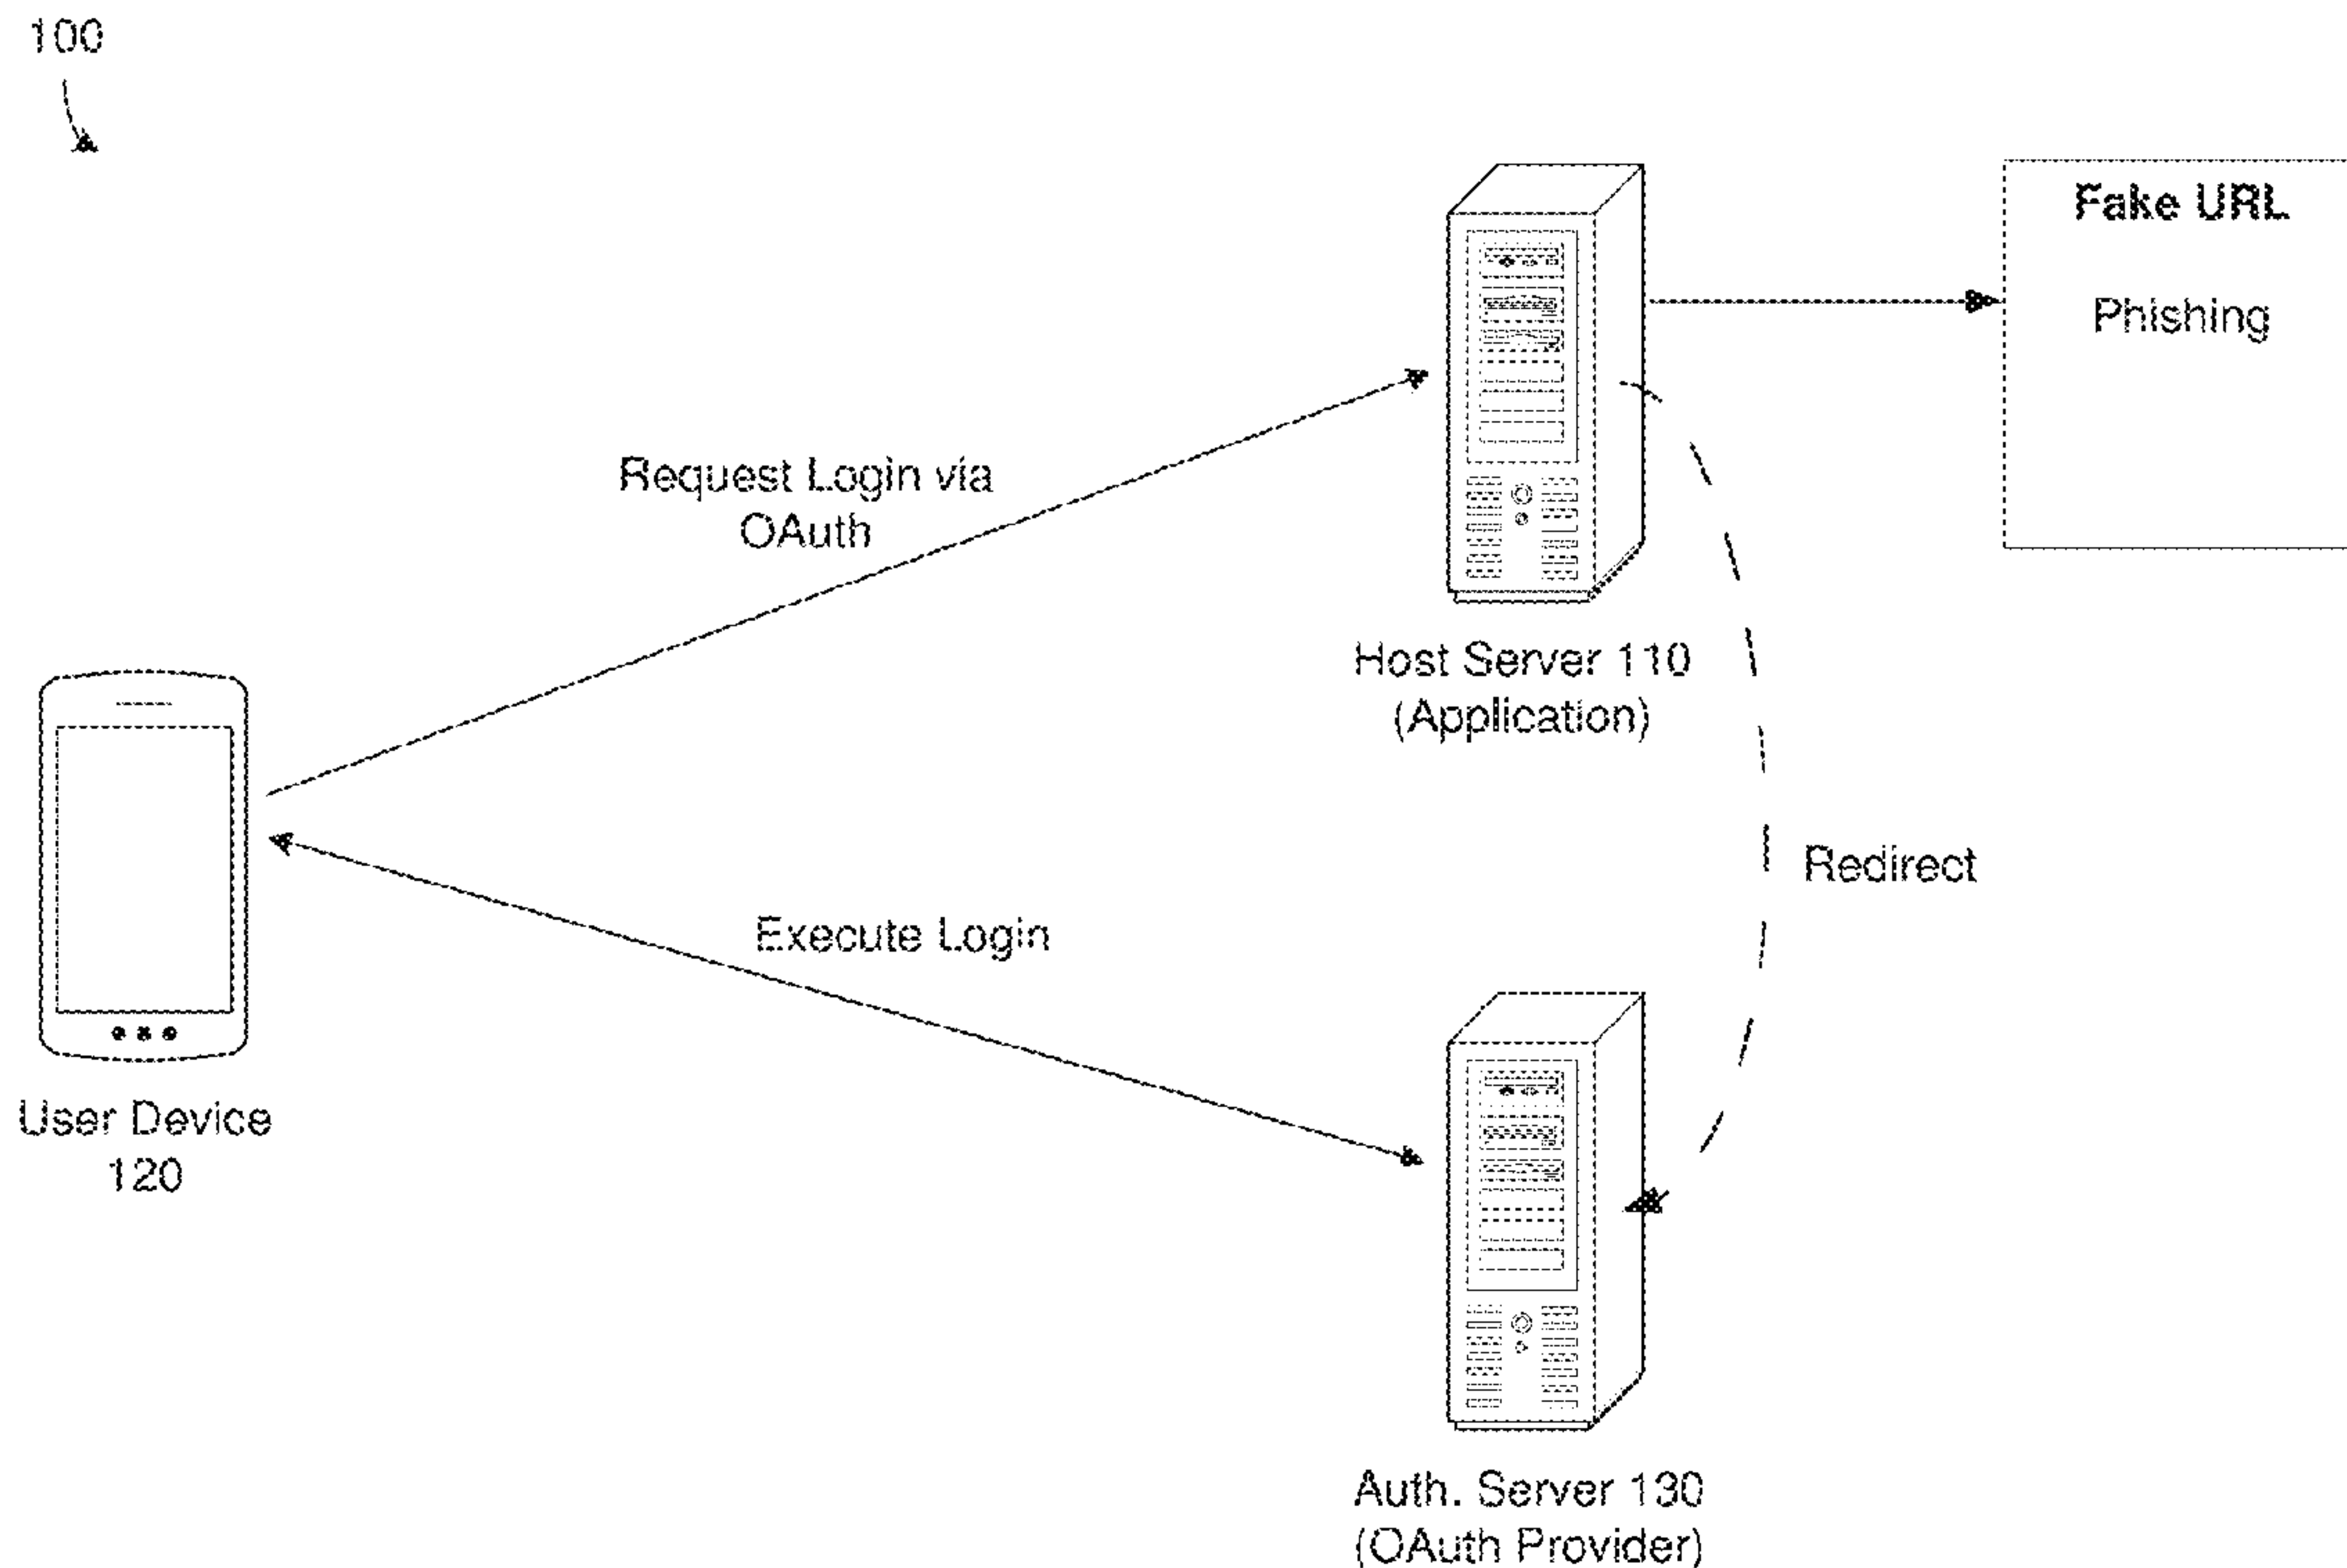 100
Fake URL
Phishing
Request Login via
OAuth
Host Server 110
(Application)
Redirect
Execute Login
User Device
120
Auth. Server 130
(OAuth Provider)